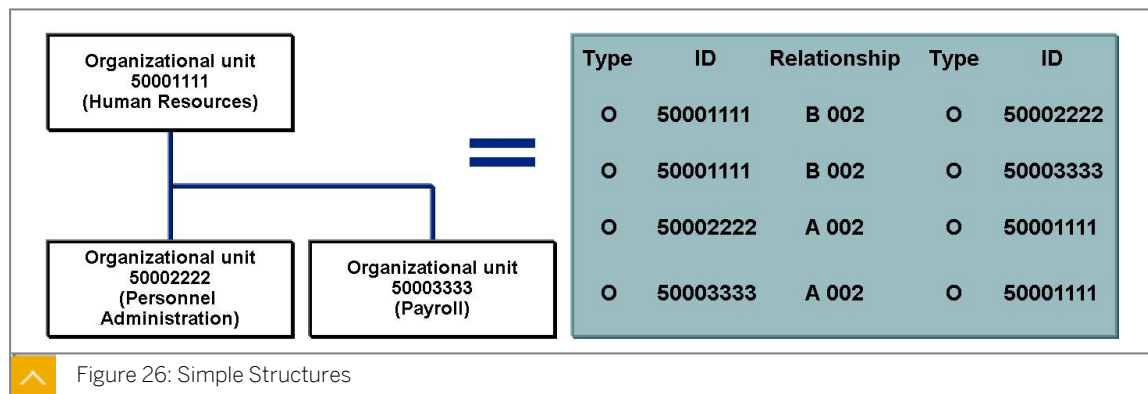 Organizational unit
50001111
(Human Resources)
Organizational unit
50002222
(Personnel
Administration)
Organizational unit
50003333
(Payroll)
=
Type ID Relationship Type ID
O 50001111 B 002 O 50002222
O 50001111 B 002 O 50003333
O 50002222 A 002 O 50001111
O 50003333 A 002 O 50001111
Figure 26: Simple Structures